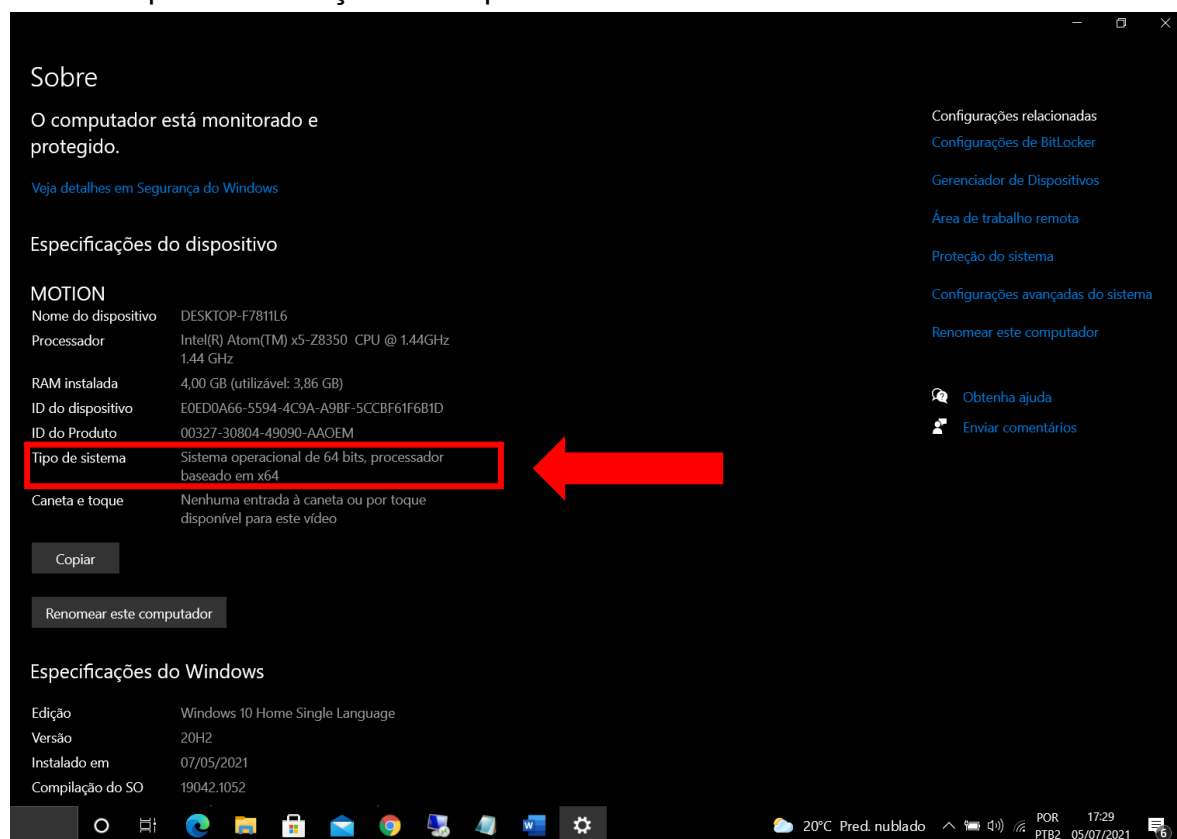 Sobre
O computador está monitorado e
protegido.
Veja detalhes em Segurança do Windows
Especificações do dispositivo
MOTION
Nome do dispositivo DESKTOP-F7811L6
Processador Intel(R) Atom(TM) x5-Z8350 CPU @ 1.44GHz
1.44 GHz
RAM instalada 4,00 GB (utilizável: 3,86 GB)
ID do dispositivo E0ED0A66-5594-4C9A-A9BF-5CCBF61F6B1D
ID do Produto 00327-30804-49090-AAOEM
Tipo de sistema Sistema operacional de 64 bits, processador
baseado em x64
Caneta e toque Nenhuma entrada à caneta ou por toque
disponível para este vídeo
Copiar
Renomear este computador
Especificações do Windows
Edição Windows 10 Home Single Language
Versão 20H2
Instalado em 07/05/2021
Compilação do SO 19042.1052
Configurações relacionadas
Configurações de BitLocker
Gerenciador de Dispositivos
Área de trabalho remota
Proteção do sistema
Configurações avançadas do sistema
Renomear este computador
Obtenha ajuda
Enviar comentários
20°C Pred. nublado
POR 17:29
PTB2 05/07/2021
6